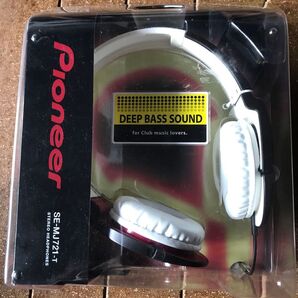 Pioneer
SE-MJ721-T
STEREO HEADPHONES
DEEP BASS SOUND
For Club music lovers.